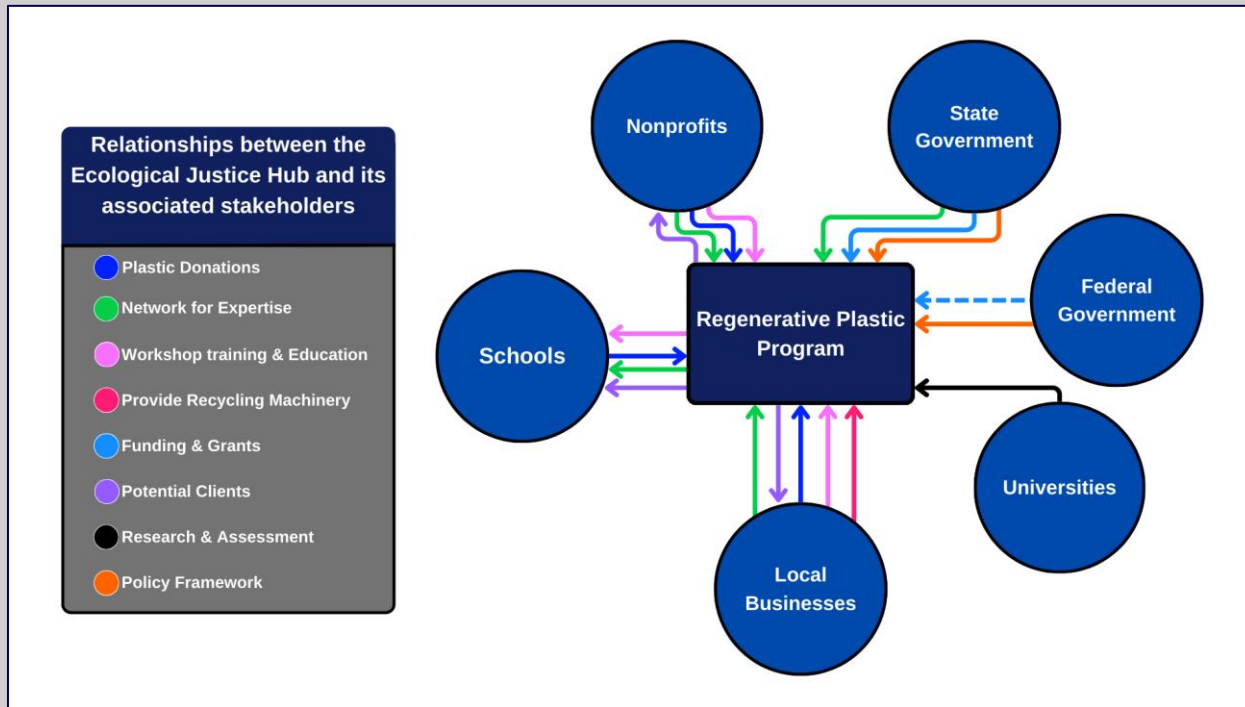 Relationships between the
Ecological Justice Hub and its
associated stakeholders
Plastic Donations
Network for Expertise
Workshop training & Education
Provide Recycling Machinery
Funding & Grants
Potential Clients
Research & Assessment
Policy Framework
Nonprofits
State
Government
Federal
Government
Regenerative Plastic
Program
Schools
Universities
Local
Businesses